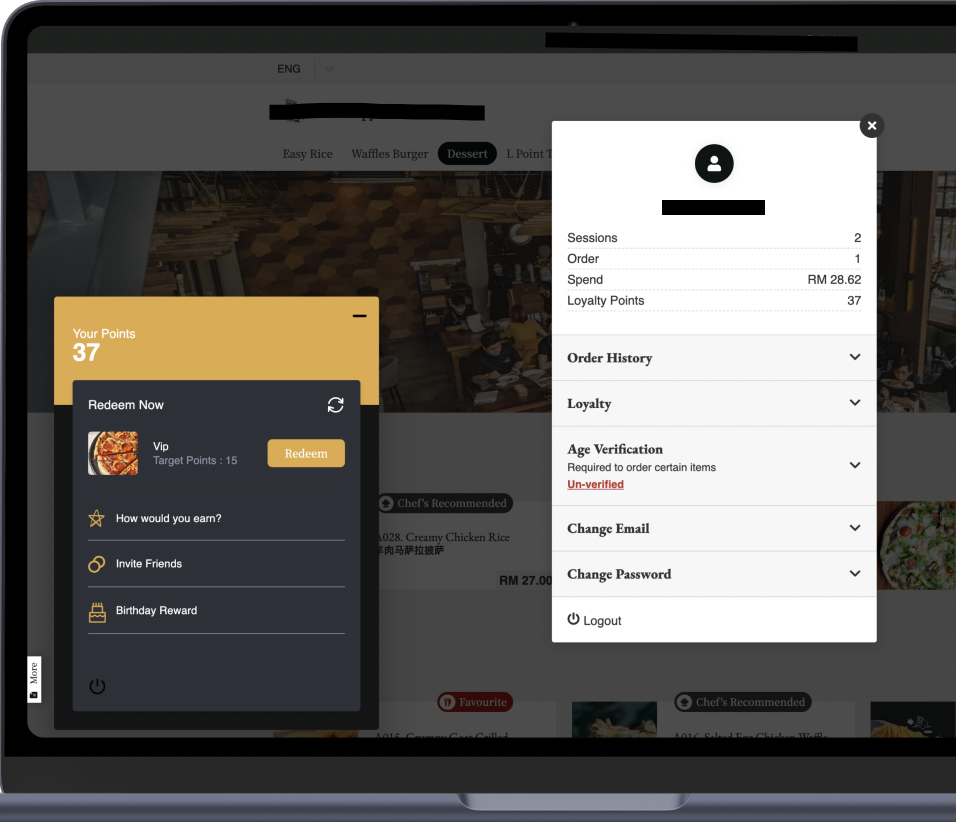 ENG
Easy Rice Waffles Burger Dessert L Point
Your Points
37
Redeem Now
Vip
Target Points : 15
Redeem
How would you earn?
Invite Friends
Birthday Reward
More
Sessions 2
Order 1
Spend RM 28.62
Loyalty Points 37
Order History
Loyalty
Age Verification
Required to order certain items
Un-verified
Change Email
Change Password
Logout
Chef's Recommended
A028. Creamy Chicken Rice
羊肉马萨拉披萨
RM 27.00
Favourite
Chef's Recommended
A015. Creamy Goat Grilled
A016. Salted Egg Chicken Waffle